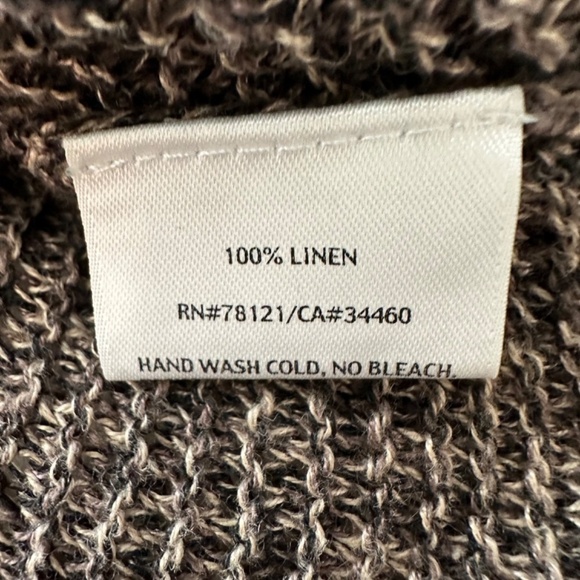 100% LINEN
RN#78121/CA#34460
HAND WASH COLD, NO BLEACH.